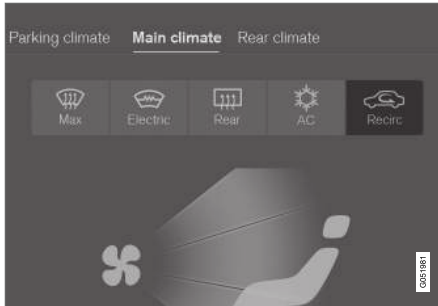 Parking climate Main climate Rear climate
Max Electric Rear AC Recirc
G051981